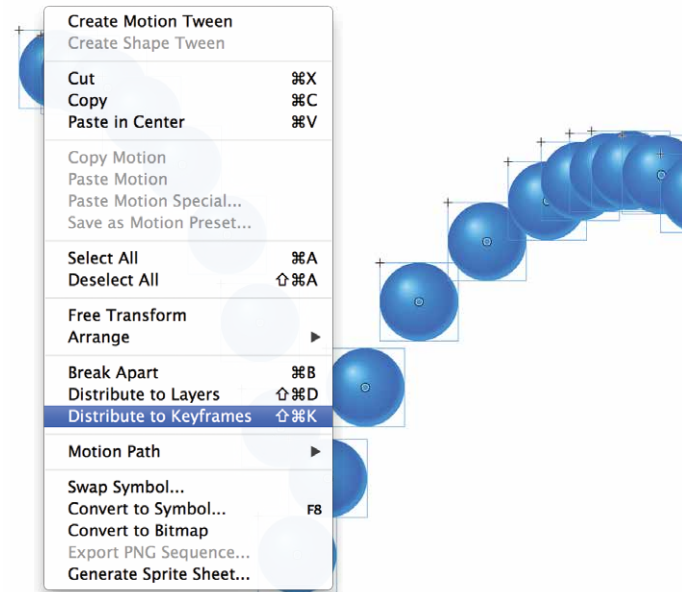 Create Motion Tween
Create Shape Tween
Cut ⌘X
Copy ⌘C
Paste in Center ⌘V
Copy Motion
Paste Motion
Paste Motion Special...
Save as Motion Preset...
Select All ⌘A
Deselect All ⇧⌘A
Free Transform
Arrange ▶
Break Apart ⌘B
Distribute to Layers ⇧⌘D
Distribute to Keyframes ⇧⌘K
Motion Path ▶
Swap Symbol...
Convert to Symbol... F8
Convert to Bitmap
Export PNG Sequence...
Generate Sprite Sheet...